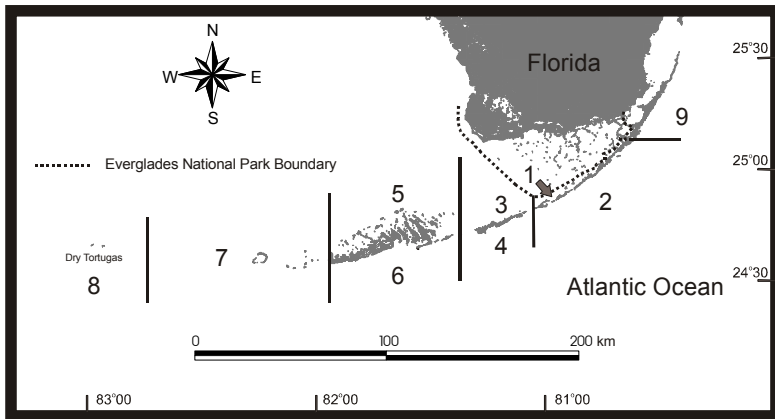 N
W E
S
Florida
25°30
9
Everglades National Park Boundary
25°00
1
5
3
2
4
7
6
Dry Tortugas
8
24°30
Atlantic Ocean
0 100 200 km
83°00 82°00 81°00